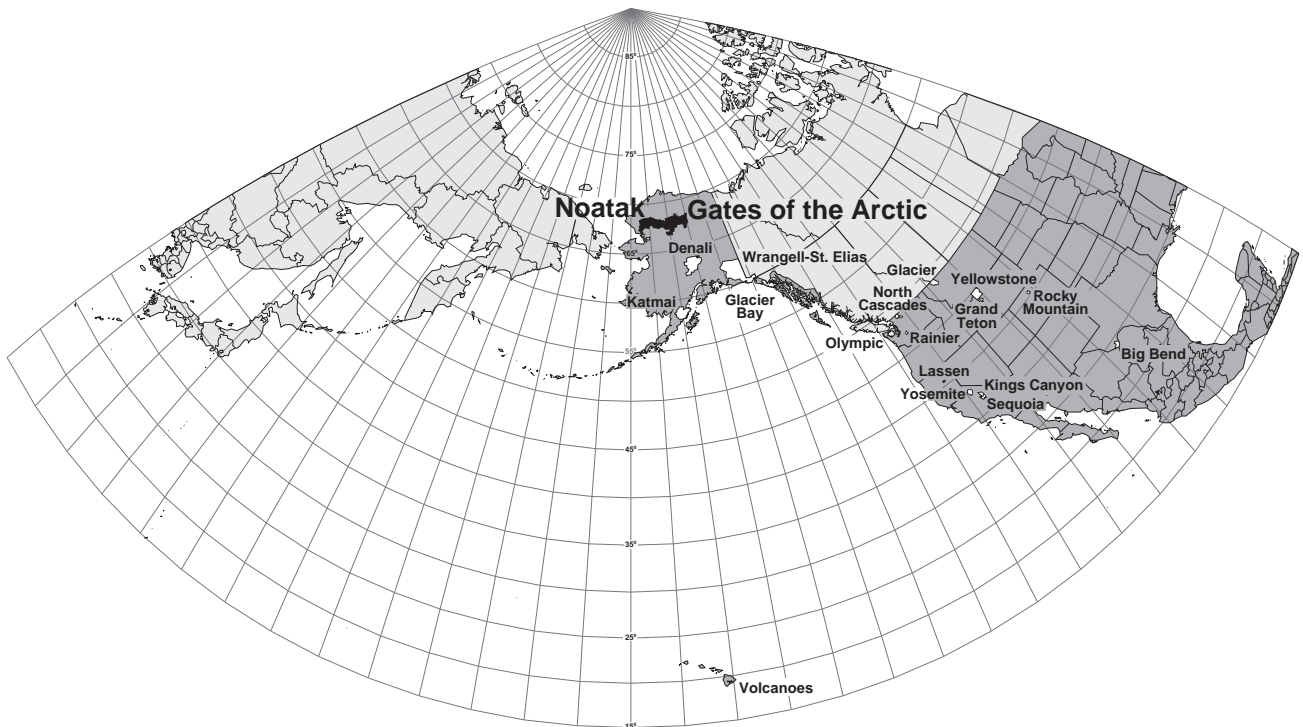 85°
75°
Noatak
Gates of the Arctic
Denali
65°
Wrangell-St. Elias
Glacier
Yellowstone
North
Cascades
Katmai
Glacier
Bay
Rocky
Mountain
Grand
Teton
Rainier
Olympic
55°
Big Bend
Lassen
Kings Canyon
Yosemite
Sequoia
45°
35°
25°
Volcanoes
15°